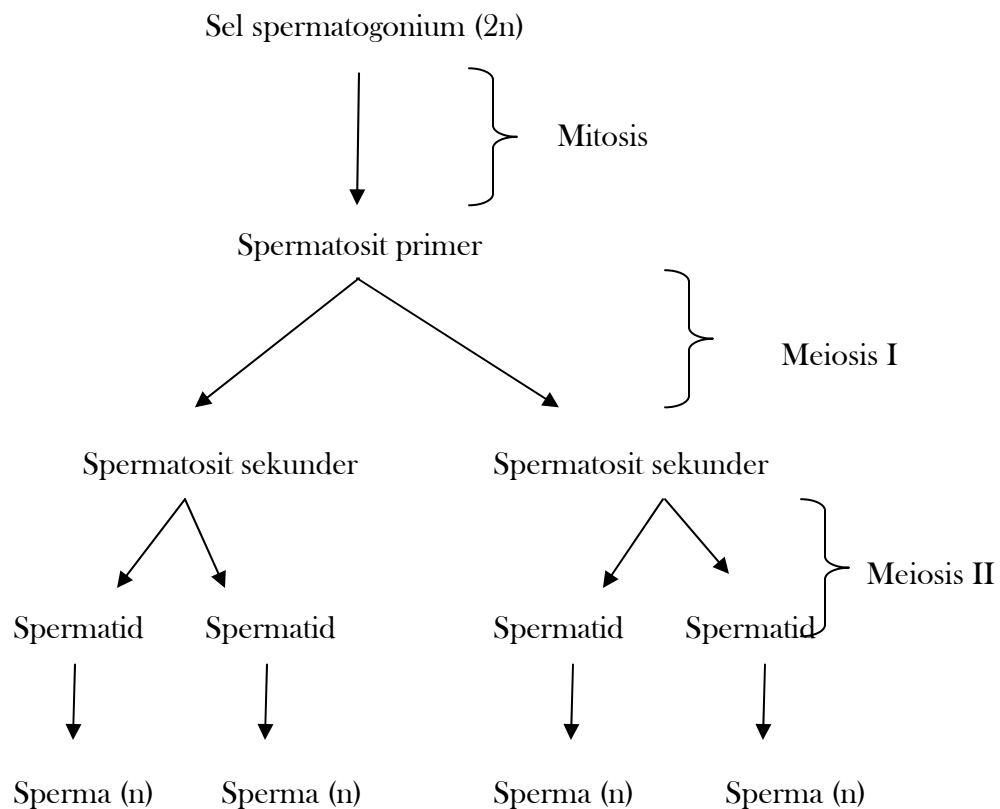 Sel spermatogonium (2n)
Mitosis
Spermatosit primer
Meiosis I
Spermatosit sekunder
Spermatosit sekunder
Meiosis II
Spermatid
Spermatid
Spermatid
Spermatid
Sperma (n)
Sperma (n)
Sperma (n)
Sperma (n)